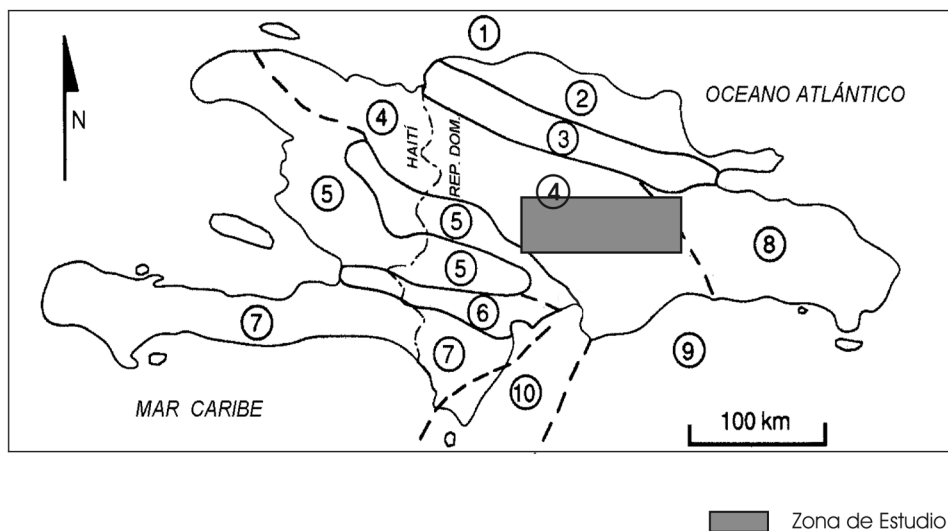 1
2
OCEANO ATLÁNTICO
N
4
HAITÍ
REP. DOM.
3
4
5
5
8
5
6
7
7
9
10
MAR CARIBE
100 km
Zona de Estudio